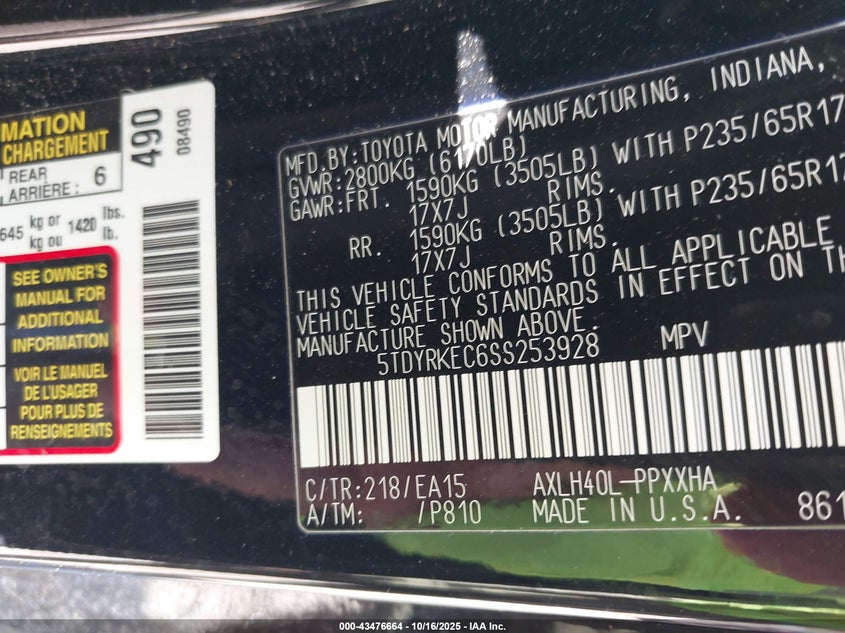 MATION
CHARGEMENT
REAR
ARRIÈRE: 6
490
08490
645 kg or 1420 lbs.
kg ou lb.
SEE OWNER'S
MANUAL FOR
ADDITIONAL
INFORMATION
VOIR LE MANUEL
DE L'USAGER
POUR PLUS DE
RENSEIGNEMENTS
MFD.BY:TOYOTA MOTOR MANUFACTURING, INDIANA,
GVWR:2800KG (6170LB)
GAWR:FRT. 1590KG (3505LB) WITH P235/65R17
17X7J RIMS.
RR. 1590KG (3505LB) WITH P235/65R17
17X7J RIMS.
THIS VEHICLE CONFORMS TO ALL APPLICABLE
VEHICLE SAFETY STANDARDS IN EFFECT ON TH
MANUFACTURE SHOWN ABOVE.
5TDYRKEC6SS253928 MPV
C/TR:218/EA15 AXLH40L-PPXXHA
A/TM: /P810 MADE IN U.S.A. 861
000-43476664 - 10/16/2025 - IAA Inc.